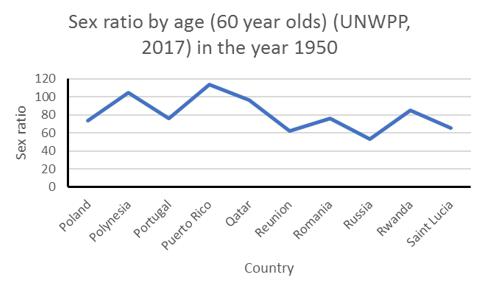 Sex ratio by age (60 year olds) (UNWPP,
2017) in the year 1950
120
100
80
60
40
20
0
Sex ratio
Poland
Polynesia
Portugal
Puerto Rico
Qatar
Reunion
Romania
Russia
Rwanda
Saint Lucia
Country